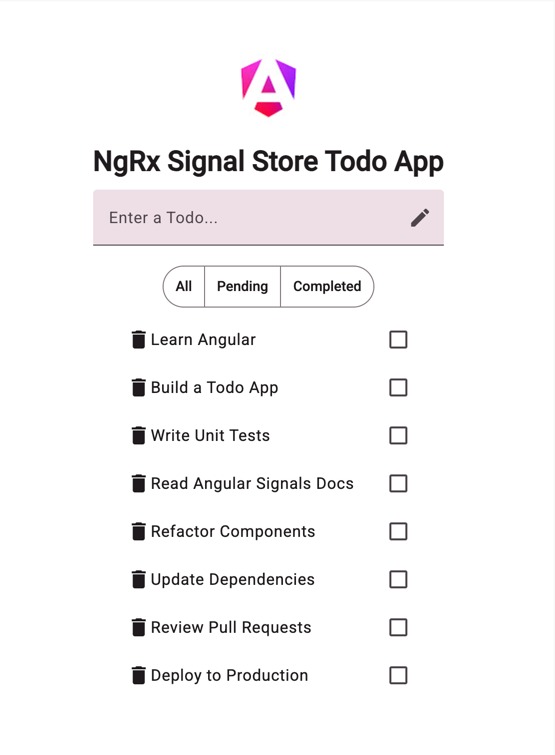 NgRx Signal Store Todo App
Enter a Todo...
All Pending Completed
Learn Angular
Build a Todo App
Write Unit Tests
Read Angular Signals Docs
Refactor Components
Update Dependencies
Review Pull Requests
Deploy to Production